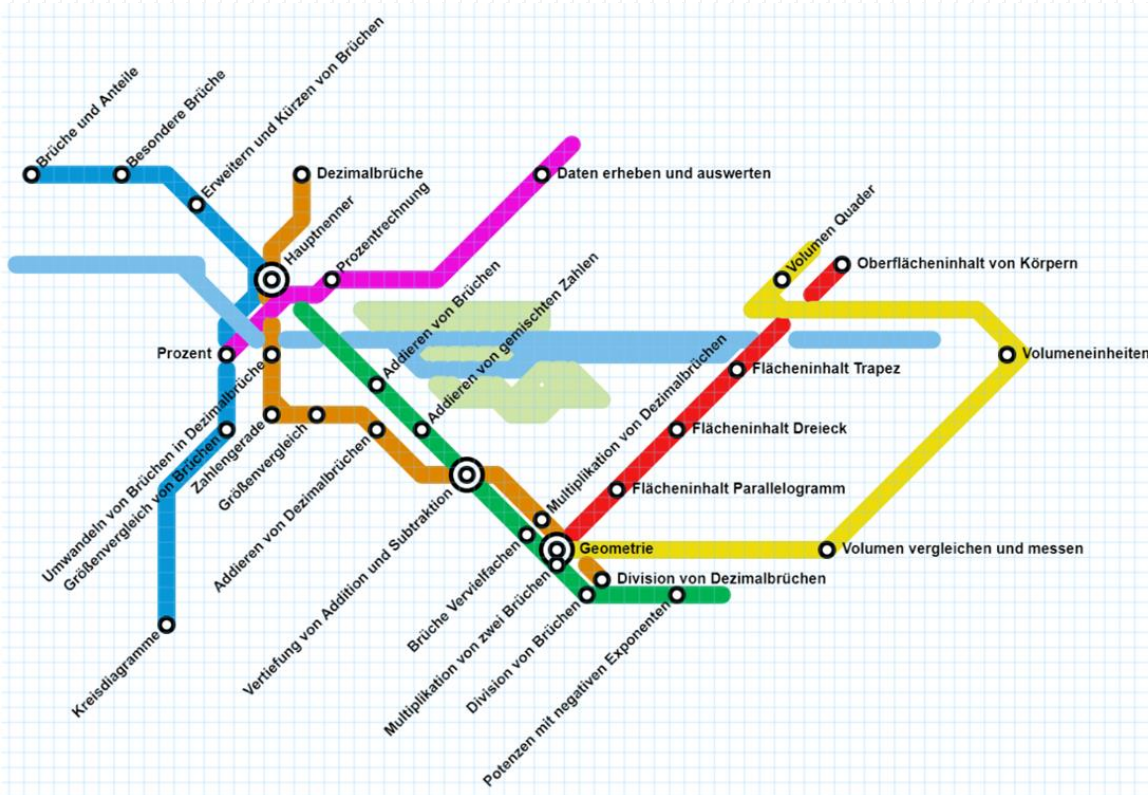 Brüche und Anteile
Besondere Brüche
Erweitern und Kürzen von Brüchen
Dezimalbrüche
Hauptnenner
Prozentrechnung
Daten erheben und auswerten
Volumen Quader
Oberflächeninhalt von Körpern
Addieren von Brüchen
Addieren von gemischten Zahlen
Prozent
Volumeneinheiten
Multiplikation von Dezimalbrüchen
Flächeninhalt Trapez
Flächeninhalt Dreieck
Flächeninhalt Parallelogramm
Umwandeln von Brüchen in Dezimalbrüche
Größenvergleich von Brüchen
Zahlengerade
Größenvergleich
Addieren von Dezimalbrüchen
Vertiefung von Addition und Subtraktion
Geometrie
Volumen vergleichen und messen
Brüche Vervielfachen
Multiplikation von zwei Brüchen
Division von Dezimalbrüchen
Division von Brüchen
Potenzen mit negativen Exponenten
Kreisdiagramme